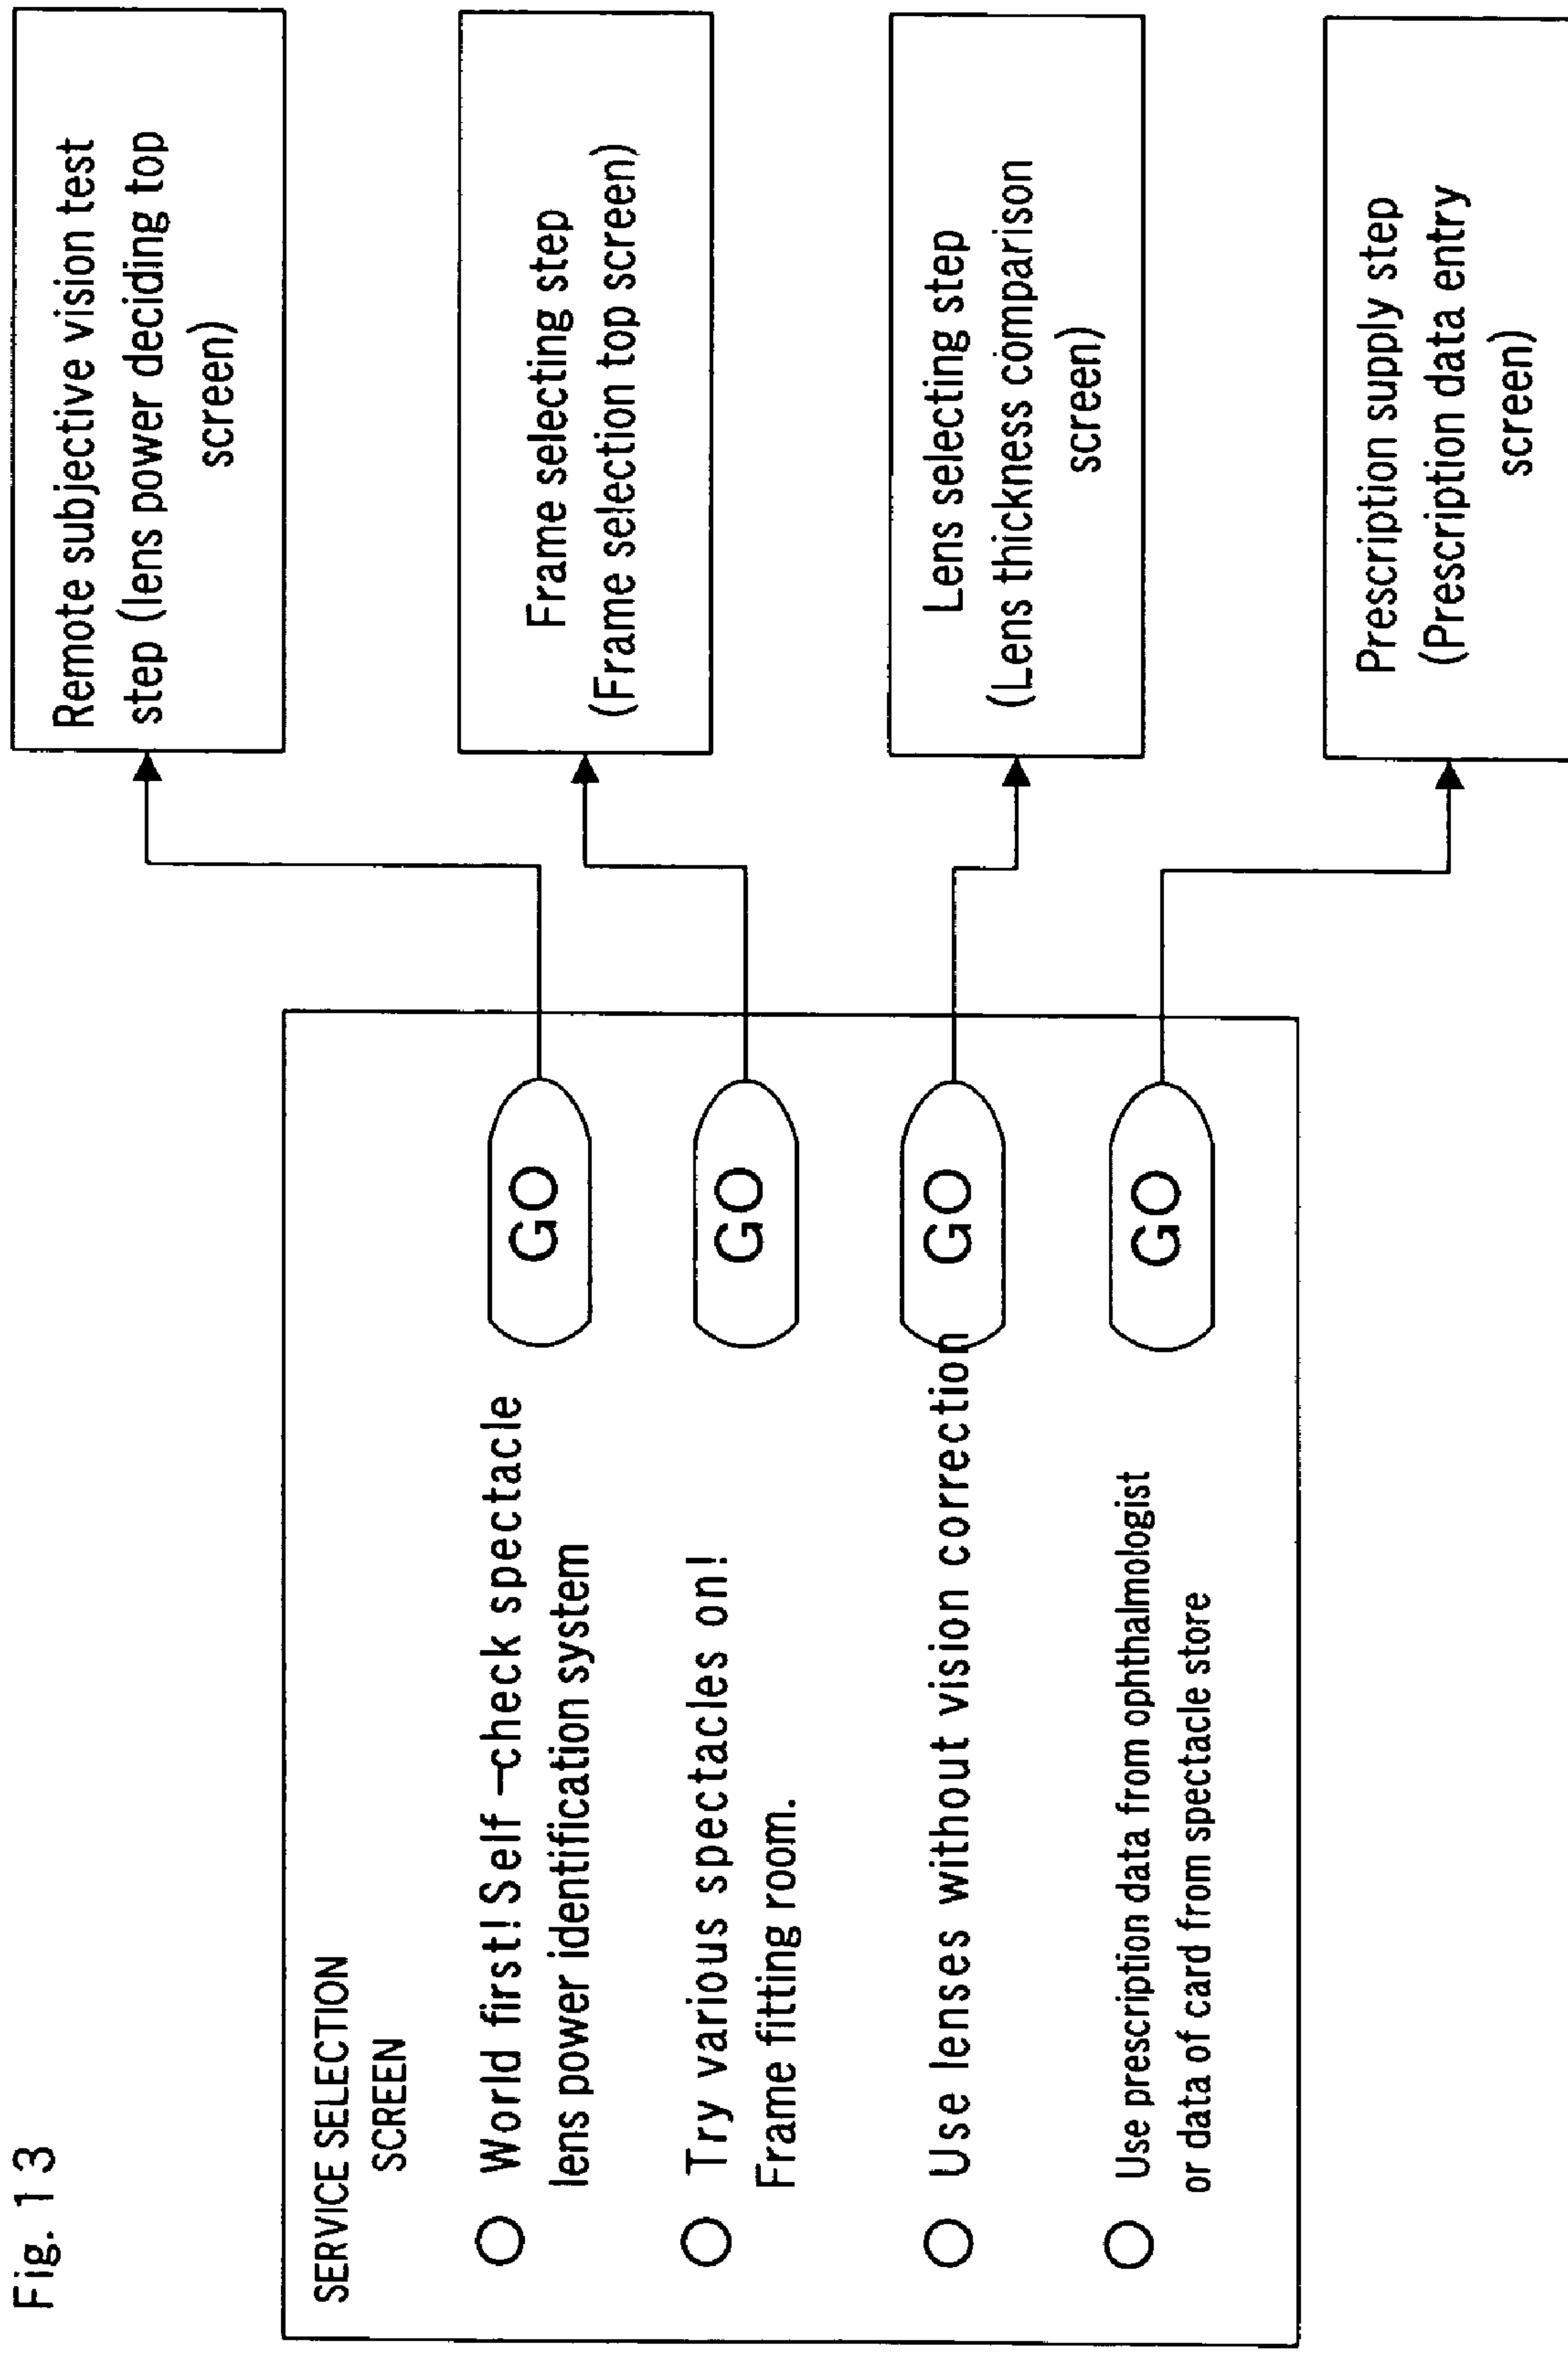 Fig. 13
SERVICE SELECTION
SCREEN
World first! Self-check spectacle
lens power identification system
GO
Try various spectacles on!
Frame fitting room.
GO
Use lenses without vision correction
GO
Use prescription data from ophthalmologist
or data of card from spectacle store
GO
Remote subjective vision test
step (lens power deciding top
screen)
Frame selecting step
(Frame selection top screen)
Lens selecting step
(Lens thickness comparison
screen)
Prescription supply step
(Prescription data entry
screen)